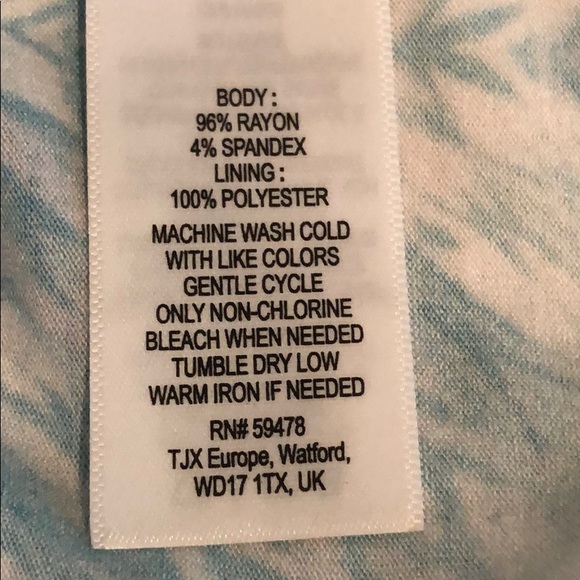 BODY :
96% RAYON
4% SPANDEX
LINING :
100% POLYESTER
MACHINE WASH COLD
WITH LIKE COLORS
GENTLE CYCLE
ONLY NON-CHLORINE
BLEACH WHEN NEEDED
TUMBLE DRY LOW
WARM IRON IF NEEDED
RN# 59478
TJX Europe, Watford,
WD17 1TX, UK